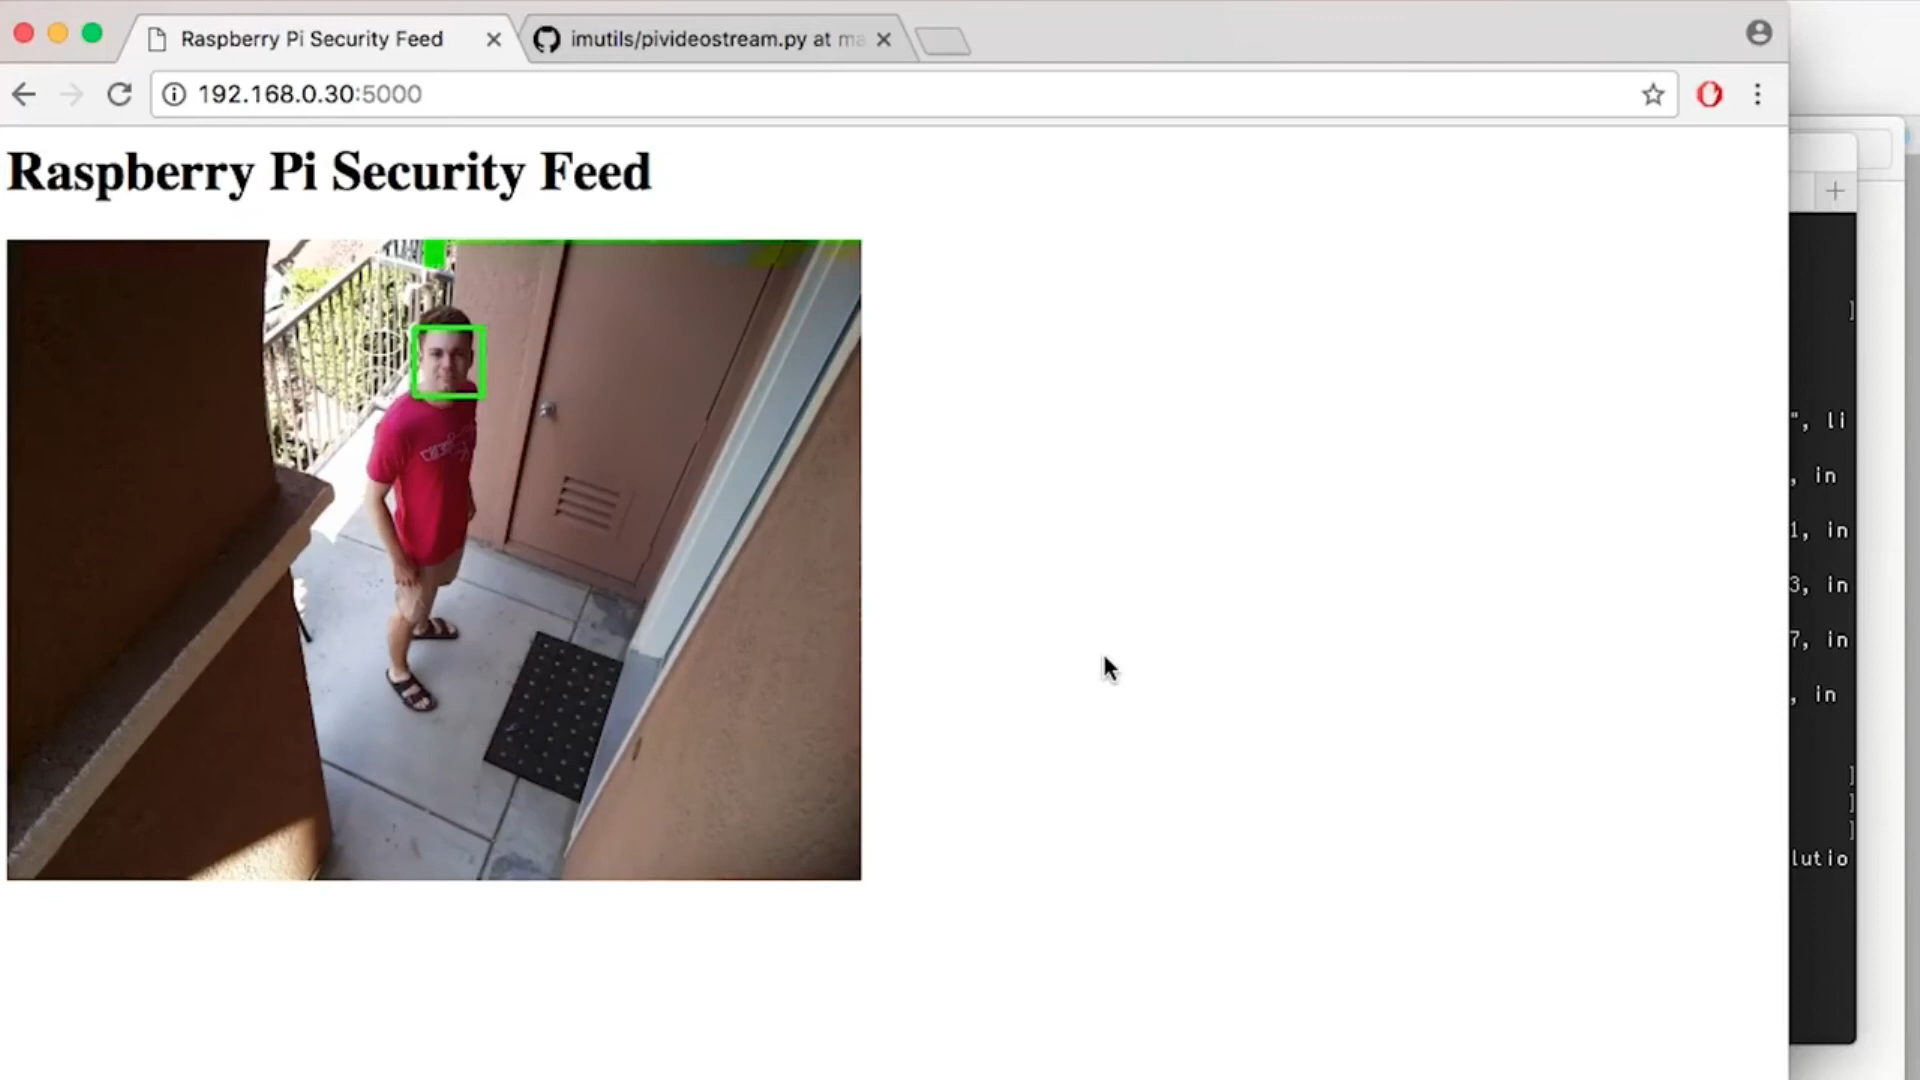 Raspberry Pi Security Feed
imutils/pivideostream.py at ma
192.168.0.30:5000
Raspberry Pi Security Feed
]
", li
, in
1, in
3, in
7, in
, in
]
]
]
lutio